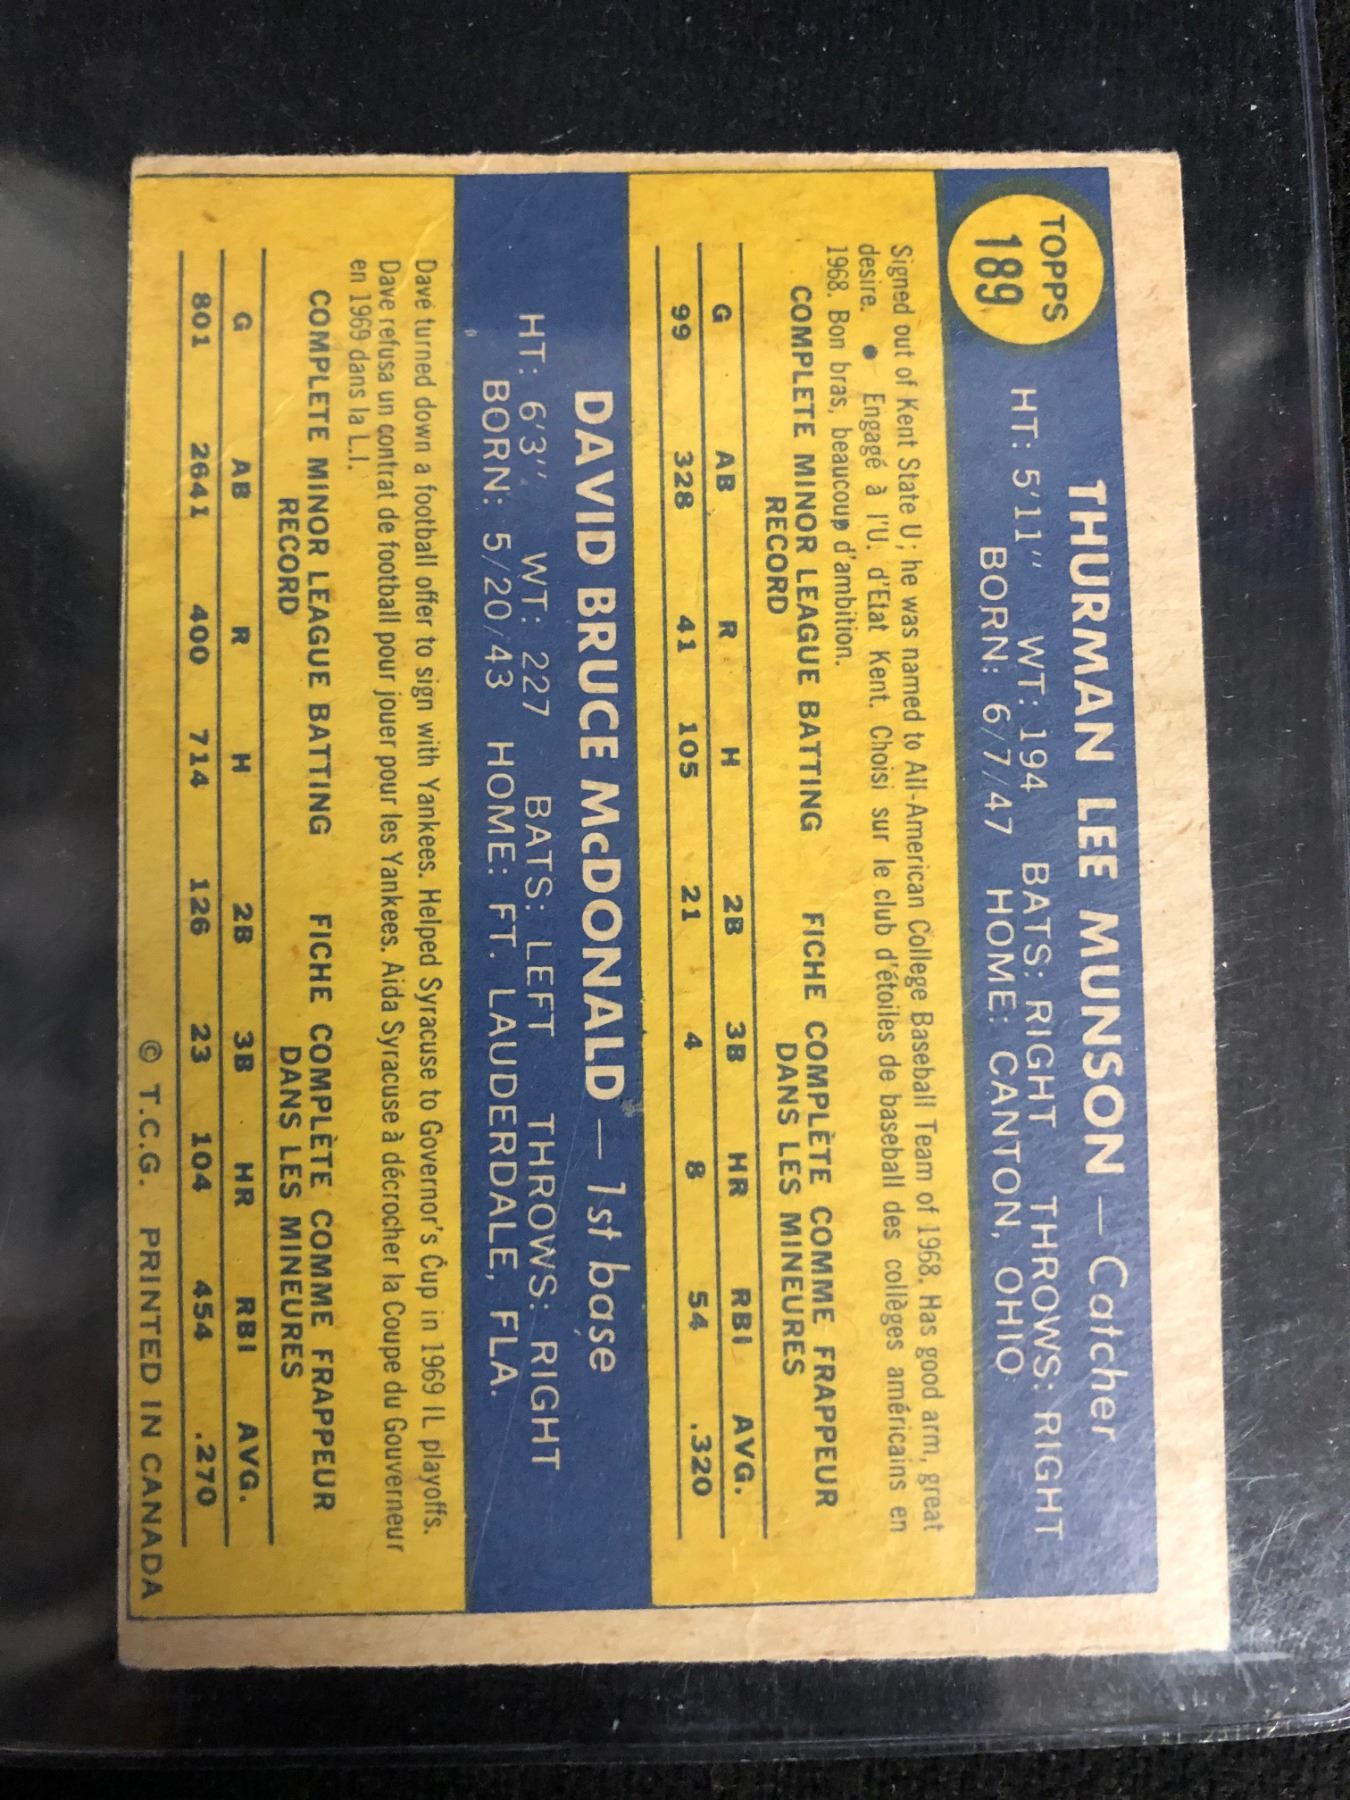 TOPPS
189
THURMAN LEE MUNSON — Catcher
HT: 5'11" WT: 194 BATS: RIGHT THROWS: RIGHT
BORN: 6/7/47 HOME: CANTON, OHIO
Signed out of Kent State U; he was named to All-American College Baseball Team of 1968. Has good arm, great
desire. ● Engagé à l'U. d'Etat Kent. Choisi sur le club d'étoiles de baseball des collèges américains en
1968. Bon bras, beaucoup d'ambition.
COMPLETE MINOR LEAGUE BATTING FICHE COMPLÈTE COMME FRAPPEUR
RECORD DANS LES MINEURES
G AB R H 2B 3B HR RBI AVG.
99 328 41 105 21 4 8 54 .320
DAVID BRUCE McDONALD — 1st base
HT: 6'3" WT: 227 BATS: LEFT THROWS: RIGHT
BORN: 5/20/43 HOME: FT. LAUDERDALE, FLA.
Dave turned down a football offer to sign with Yankees. Helped Syracuse to Governor's Cup in 1969 IL playoffs.
Dave refusa un contrat de football pour jouer pour les Yankees. Aida Syracuse à décrocher la Coupe du Gouverneur
en 1969 dans la L.I.
COMPLETE MINOR LEAGUE BATTING FICHE COMPLÈTE COMME FRAPPEUR
RECORD DANS LES MINEURES
G AB R H 2B 3B HR RBI AVG.
801 2641 400 714 126 23 104 454 .270
© T.C.G. PRINTED IN CANADA